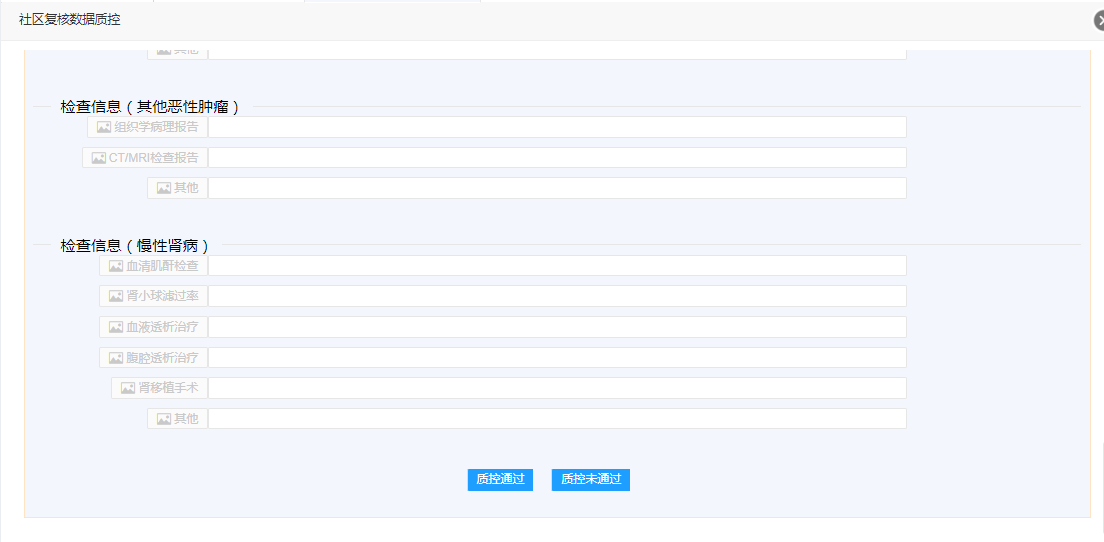 社区复核数据质控
其他
检查信息（其他恶性肿瘤）
组织学病理报告
CT/MRI检查报告
其他
检查信息（慢性肾病）
血清肌酐检查
肾小球滤过率
血液透析治疗
腹腔透析治疗
肾移植手术
其他
质控通过 质控未通过